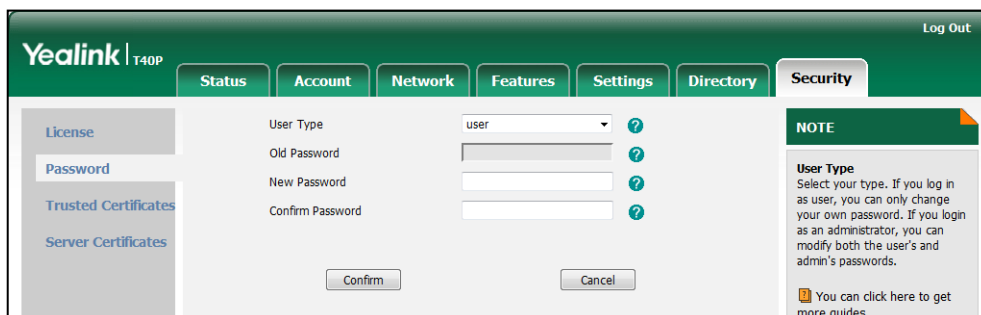 Log Out
Yealink | T40P
Status Account Network Features Settings Directory Security
License
Password
Trusted Certificates
Server Certificates
User Type user
Old Password
New Password
Confirm Password
Confirm Cancel
NOTE
User Type
Select your type. If you log in
as user, you can only change
your own password. If you login
as an administrator, you can
modify both the user's and
admin's passwords.
You can click here to get
more guides.